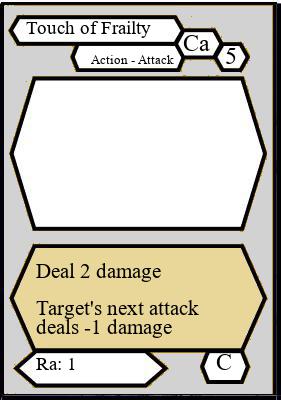 Touch of Frailty
Ca
Action - Attack
5
Deal 2 damage
Target's next attack
deals -1 damage
Ra: 1
C